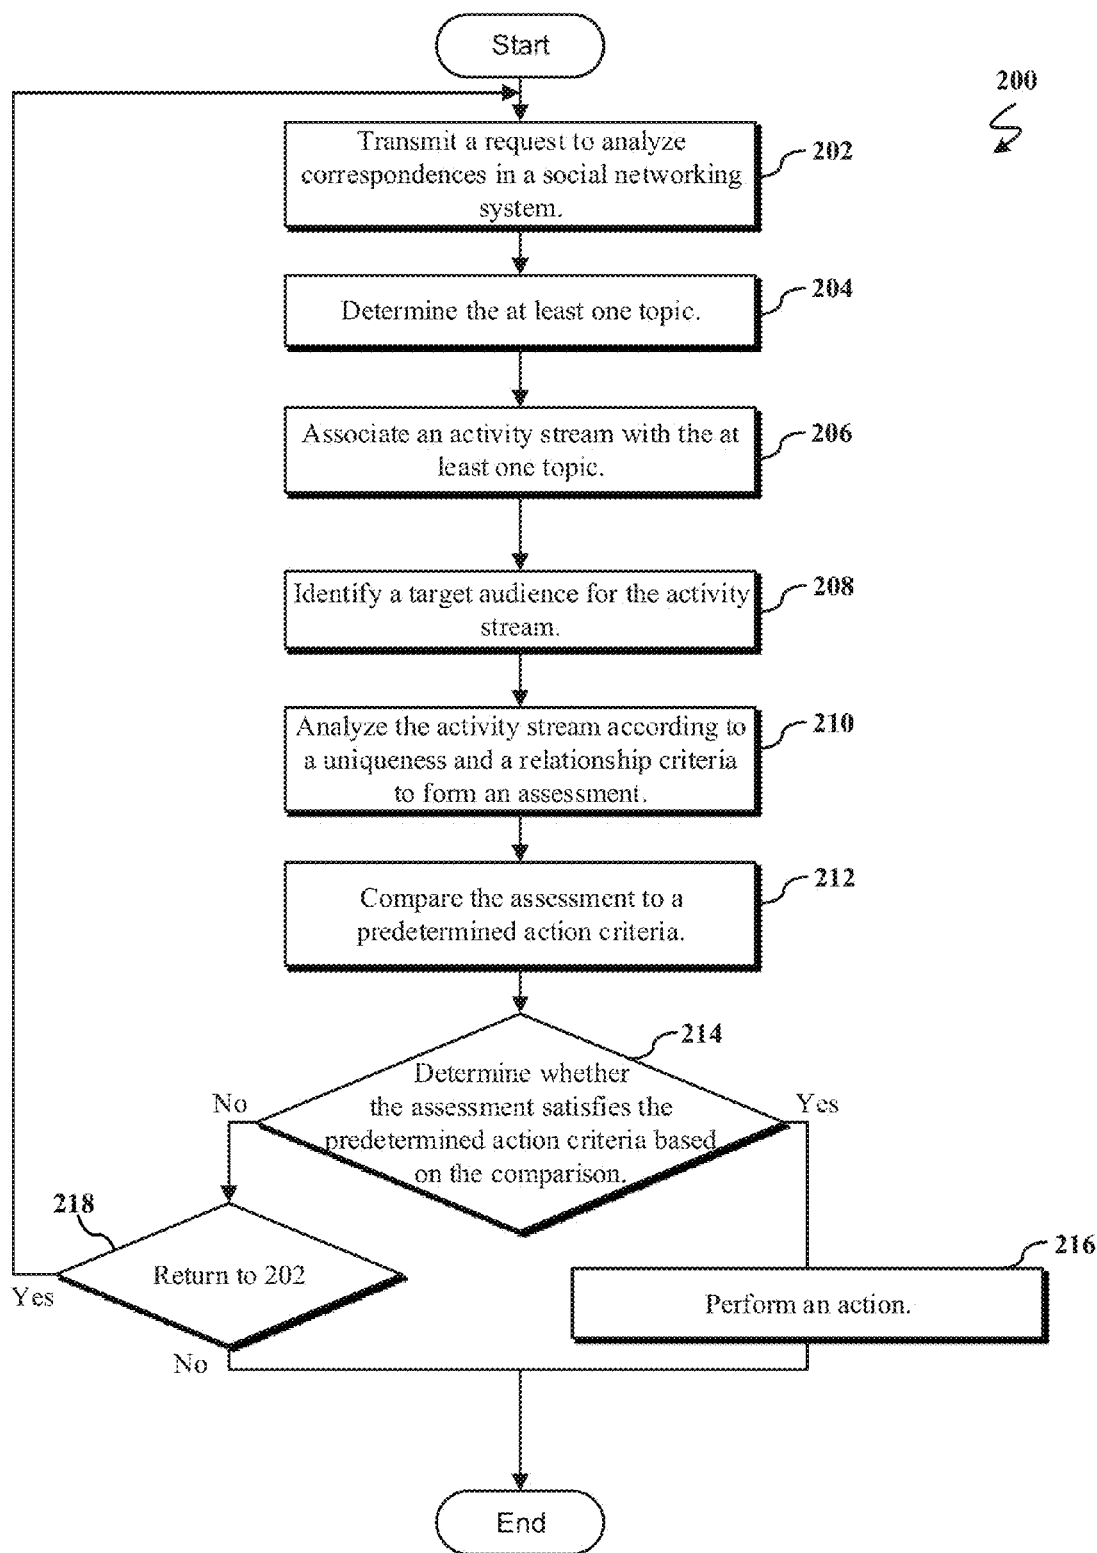 Start
200
Transmit a request to analyze
correspondences in a social networking
system.
202
Determine the at least one topic.
204
Associate an activity stream with the at
least one topic.
206
Identify a target audience for the activity
stream.
208
Analyze the activity stream according to
a uniqueness and a relationship criteria
to form an assessment.
210
Compare the assessment to a
predetermined action criteria.
212
214
Determine whether
the assessment satisfies the
predetermined action criteria based
on the comparison.
No
Yes
218
Return to 202
Yes
No
216
Perform an action.
End